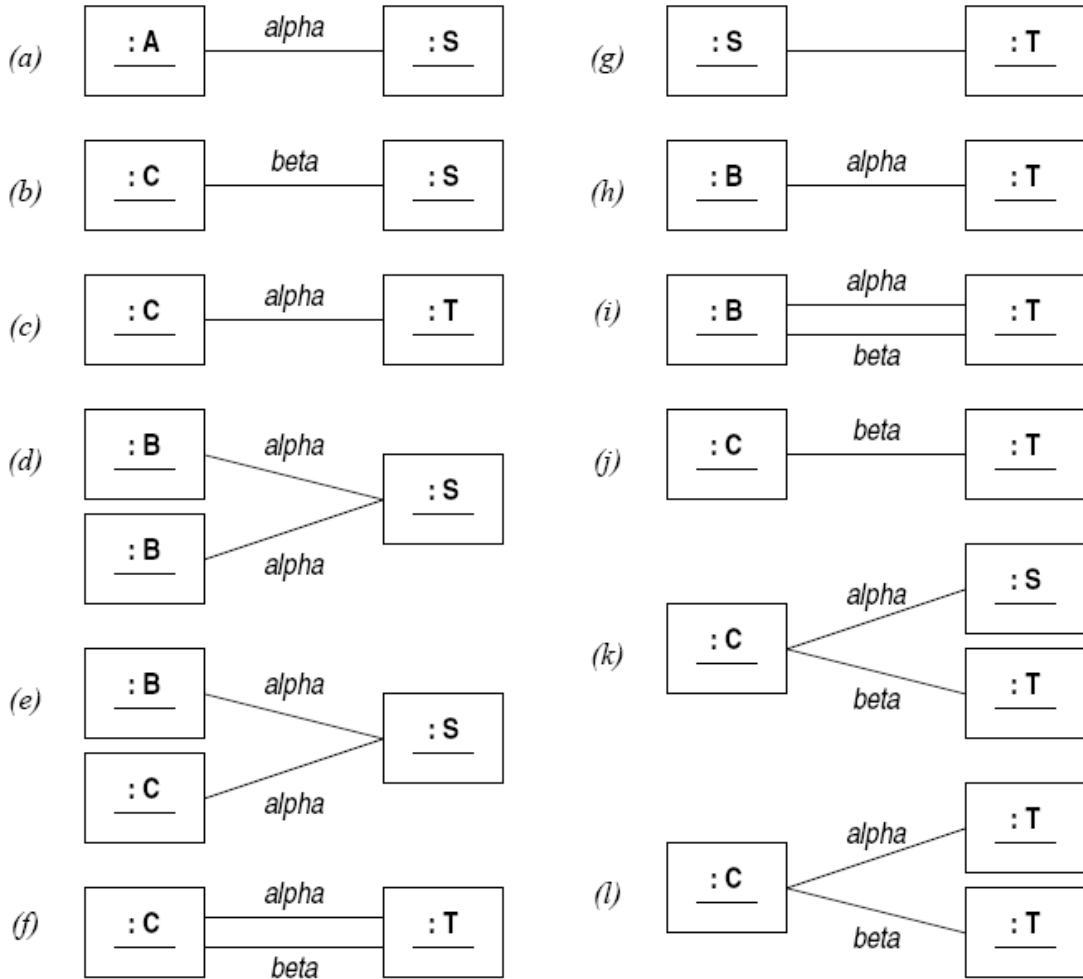 (a) : A alpha : S
(b) : C beta : S
(c) : C alpha : T
(d) : B alpha : S
: B alpha
(e) : B alpha : S
: C alpha
(f) : C alpha : T
beta
(g) : S : T
(h) : B alpha : T
(i) : B alpha : T
beta
(j) : C beta : T
(k) : C alpha : S
beta : T
(l) : C alpha : T
beta : T